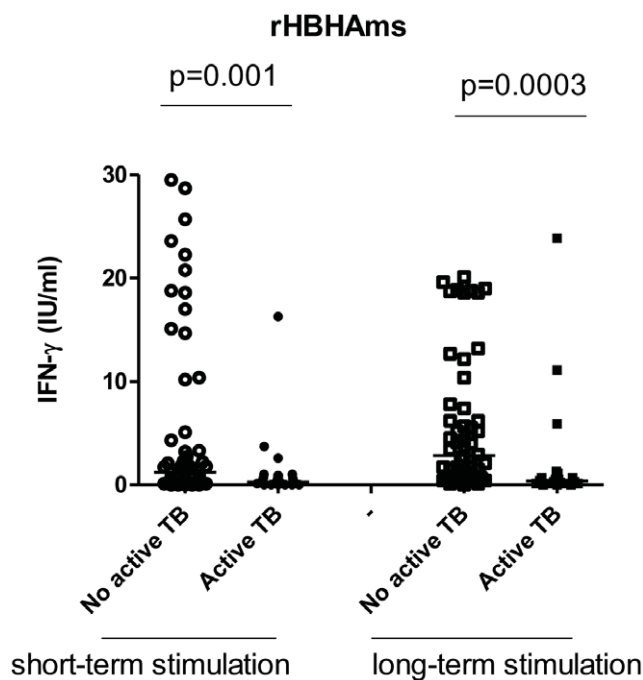 rHBHAms
p=0.001
p=0.0003
30
20
10
0
IFN-γ (IU/ml)
No active TB
Active TB
-
No active TB
Active TB
short-term stimulation
long-term stimulation